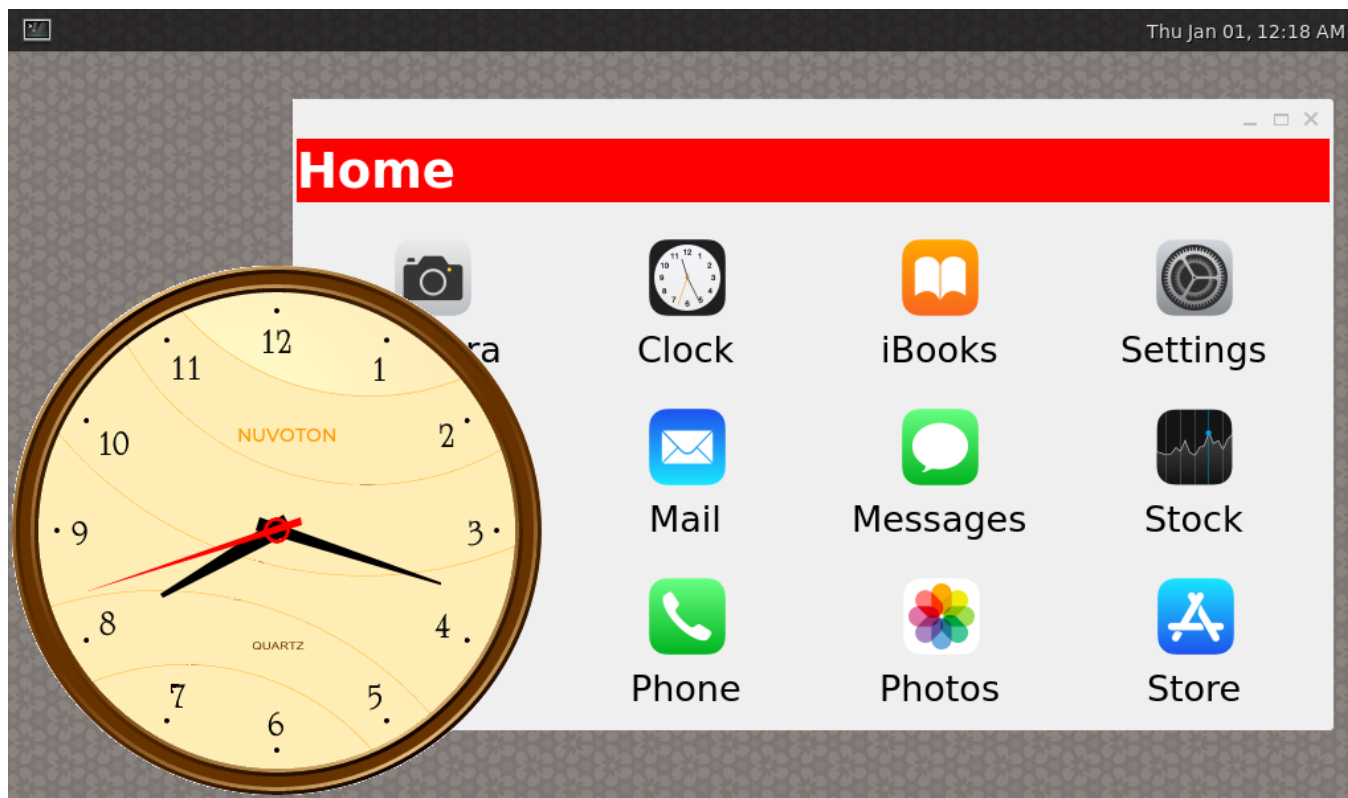 Thu Jan 01, 12:18 AM
Home
ra
Clock
iBooks
Settings
Mail
Messages
Stock
Phone
Photos
Store
12
11
1
10
NUVOTON
2
9
3
8
4
QUARTZ
7
5
6